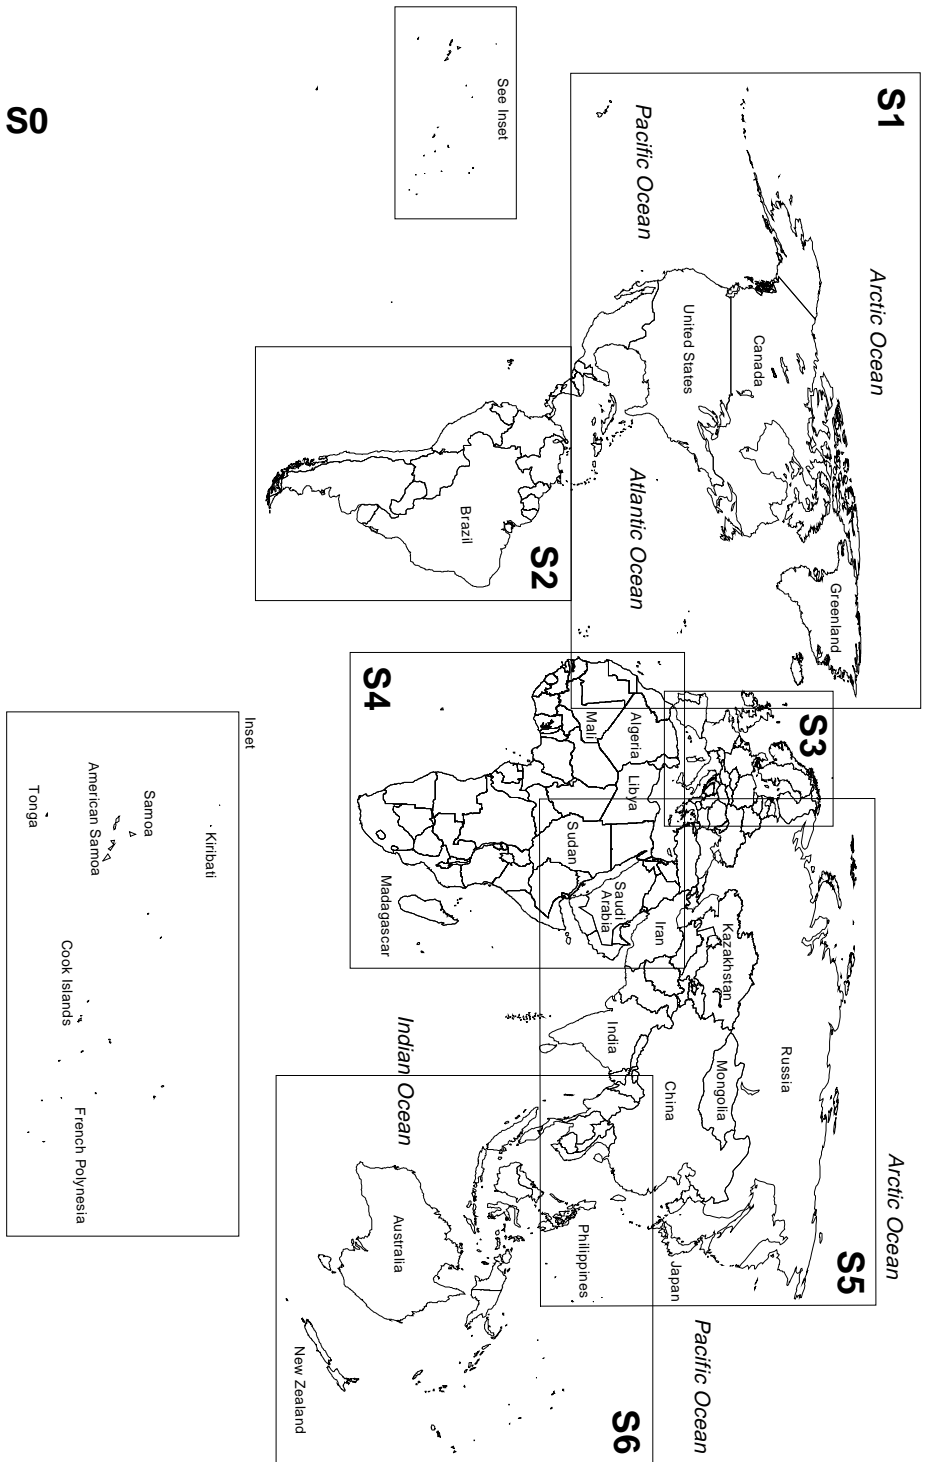 S0
See Inset
S1
Arctic Ocean
Pacific Ocean
Canada
United States
Greenland
Atlantic Ocean
Brazil
S2
S3
S4
Algeria
Mali
Libya
Sudan
Saudi
Arabia
Madagascar
Iran
Kazakhstan
Russia
Mongolia
China
India
Indian Ocean
Arctic Ocean
S5
Japan
Philippines
Pacific Ocean
Australia
New Zealand
S6
Inset
Kiribati
Samoa
American Samoa
Tonga
Cook Islands
French Polynesia